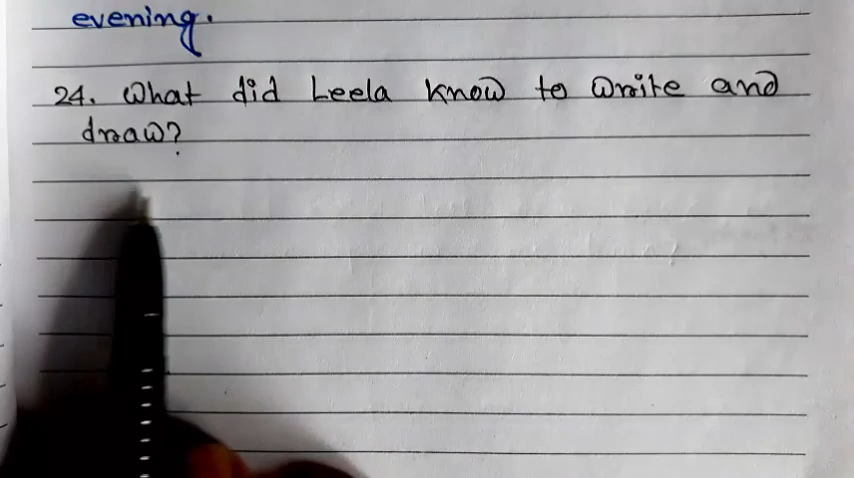 evening.
24. What did Leela know to write and
draw?